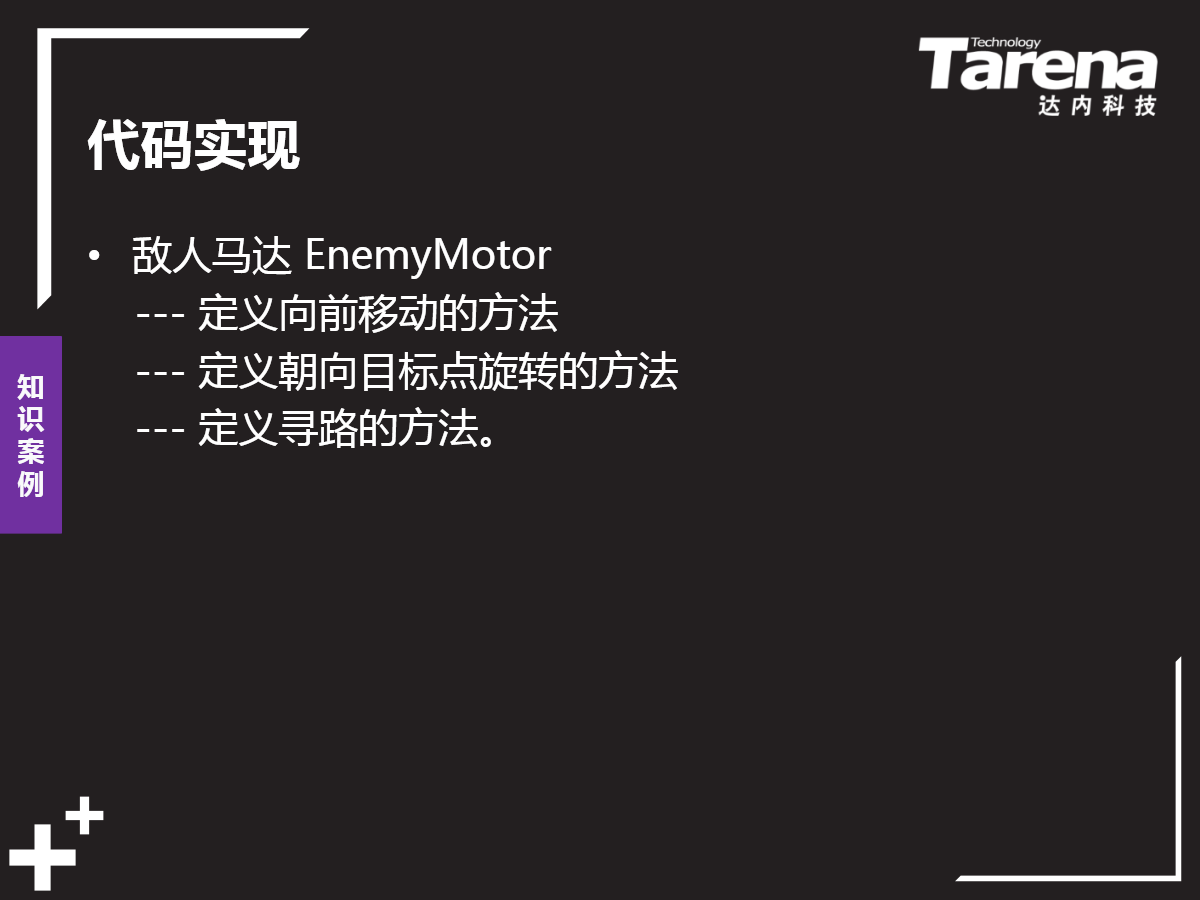 Technology
Tarena
达内科技
代码实现
• 敌人马达 EnemyMotor
--- 定义向前移动的方法
--- 定义朝向目标点旋转的方法
--- 定义寻路的方法。
知识案例